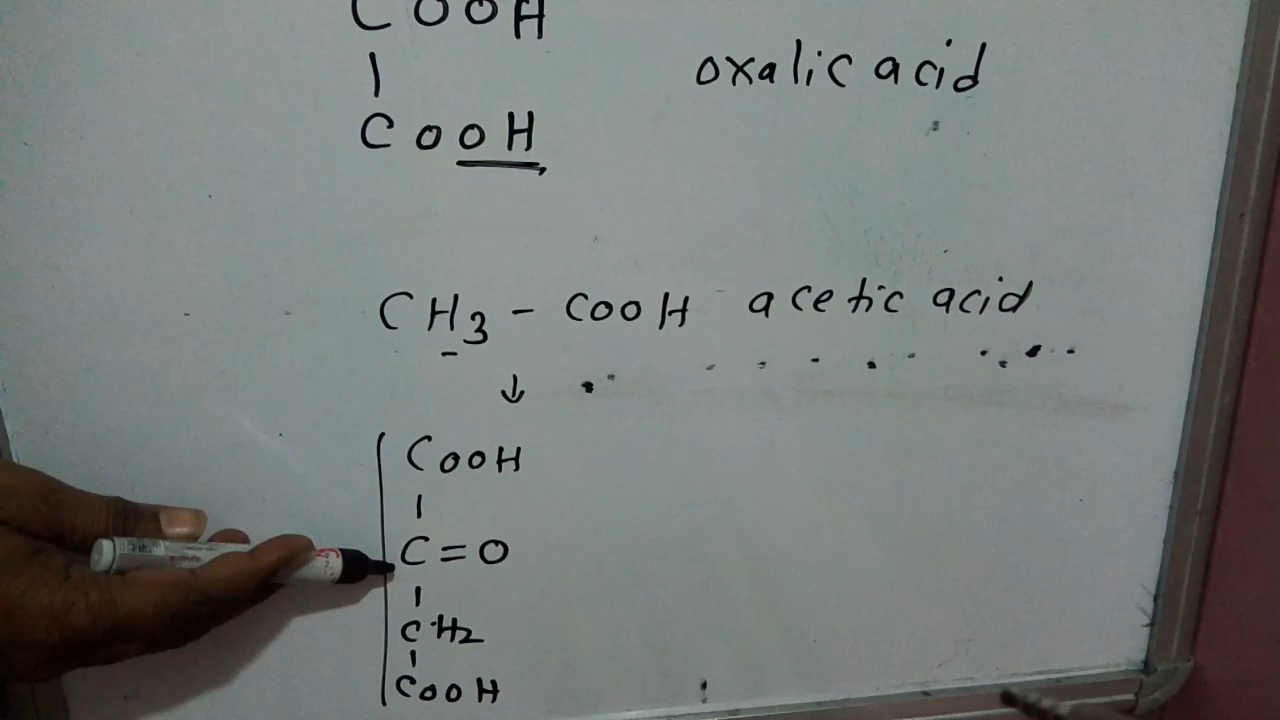 COOH
|
COOH
oxalic acid
CH3 - COOH acetic acid
↓
COOH
|
C=O
|
CH2
|
COOH